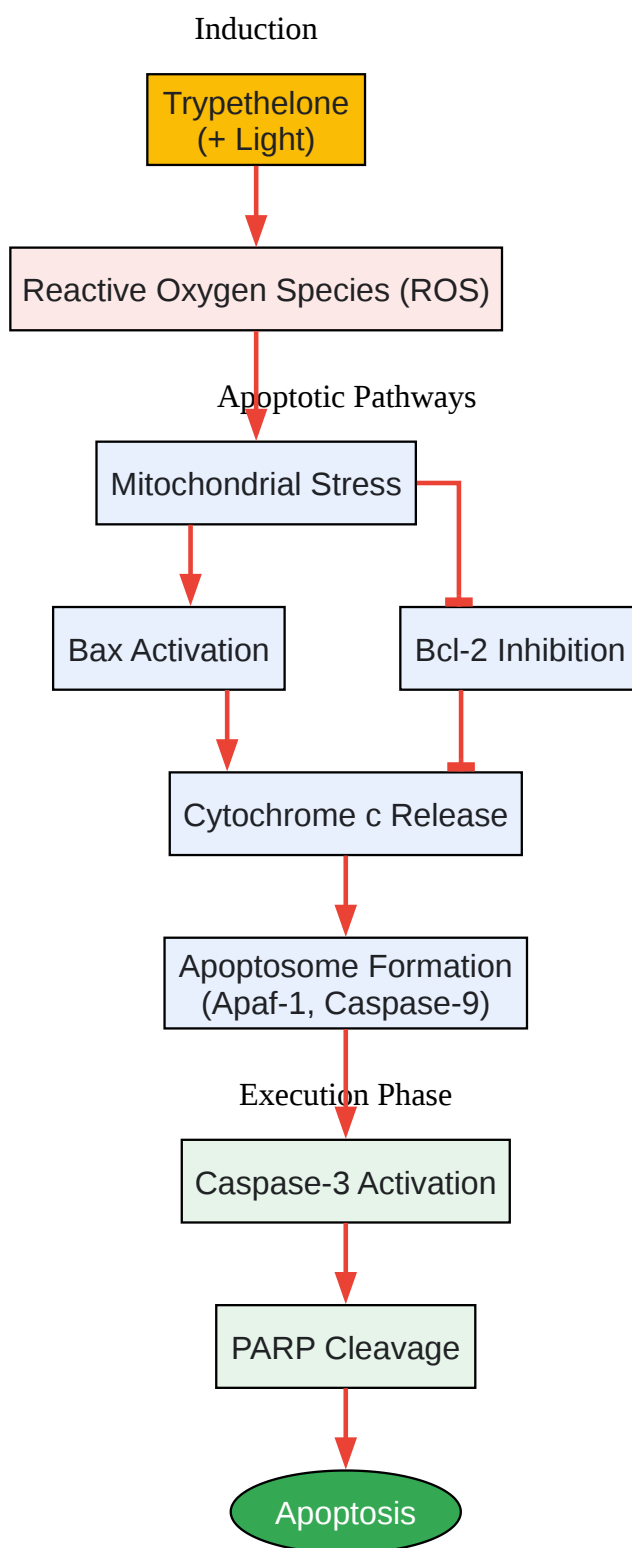 Induction
Trypethelone
(+ Light)
Reactive Oxygen Species (ROS)
Apoptotic Pathways
Mitochondrial Stress
Bax Activation
Bcl-2 Inhibition
Cytochrome c Release
Apoptosome Formation
(Apaf-1, Caspase-9)
Execution Phase
Caspase-3 Activation
PARP Cleavage
Apoptosis